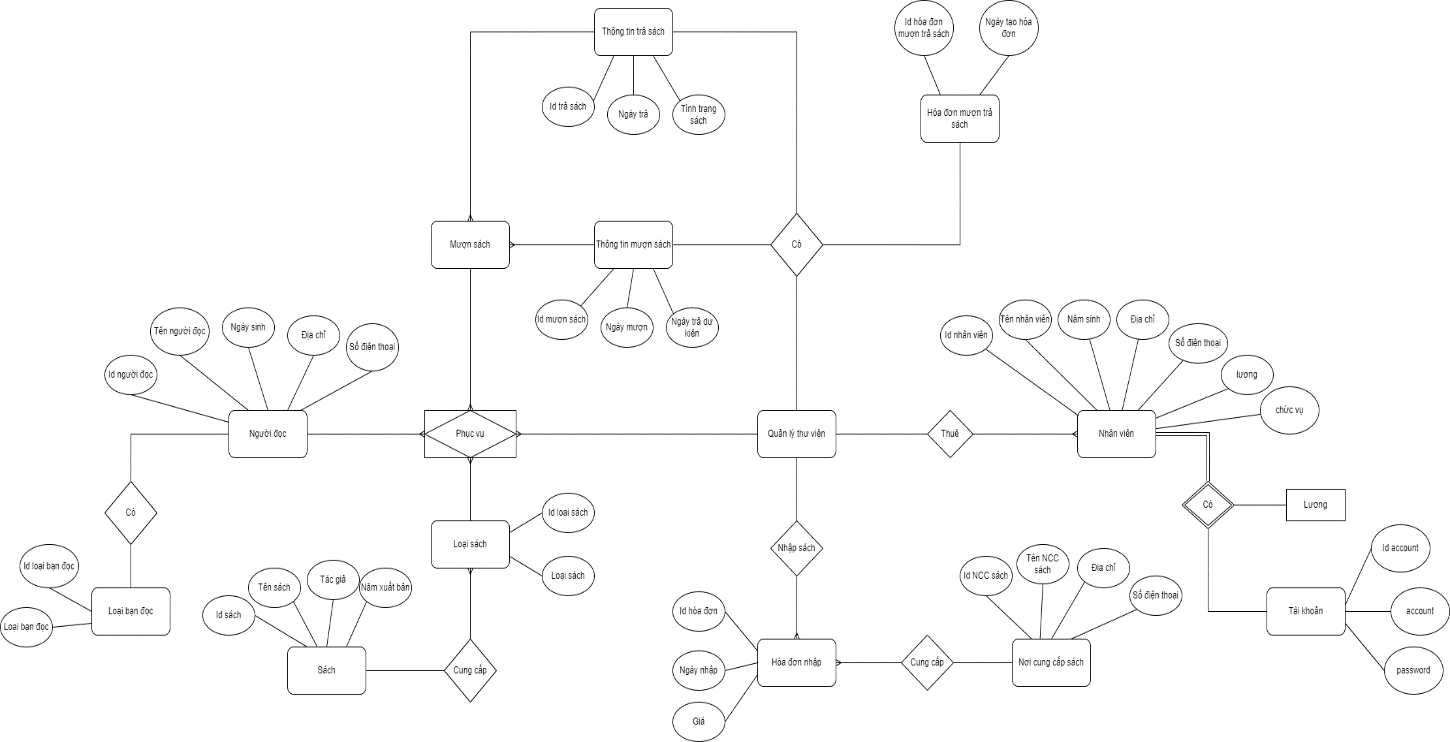 Id hóa đơn
mượn trả sách
Ngày tạo hóa
đơn
Thông tin trả sách
Id trả sách
Ngày trả
Tình trạng
sách
Hóa đơn mượn trả
sách
Mượn sách
Thông tin mượn sách
Có
Id mượn sách
Ngày mượn
Ngày trả dự
kiến
Id người đọc
Tên người đọc
Ngày sinh
Địa chỉ
Số điện thoại
Id nhân viên
Tên nhân viên
Năm sinh
Địa chỉ
Số điện thoại
lương
chức vụ
Người đọc
Phục vụ
Quản lý thư viện
Thuê
Nhân viên
Có
Có
Lương
Loại sách
Id loại sách
Loại sách
Nhập sách
Id loại bạn đọc
Loại bạn đọc
Loại bạn đọc
Id sách
Tên sách
Tác giả
Năm xuất bản
Sách
Cung cấp
Id hóa đơn
Ngày nhập
Giá
Hóa đơn nhập
Cung cấp
Id NCC sách
Tên NCC
sách
Địa chỉ
Số điện thoại
Nơi cung cấp sách
Tài khoản
Id account
account
password